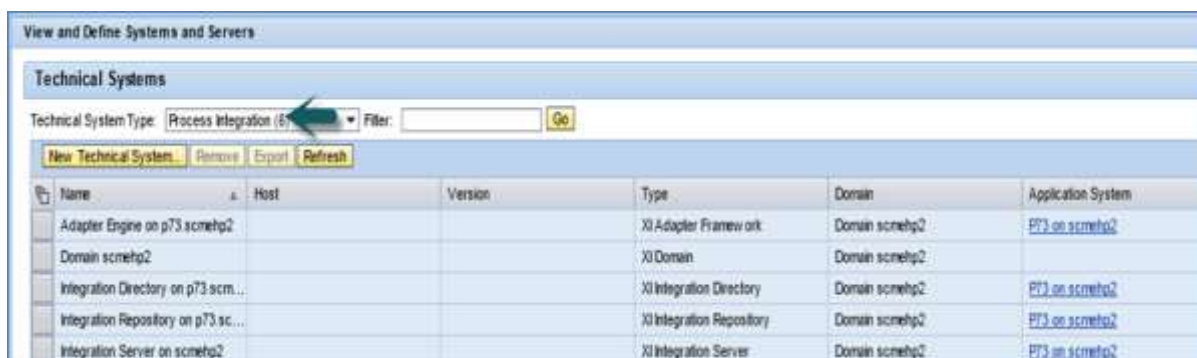 View and Define Systems and Servers
Technical Systems
Technical System Type: Process Integration (6) Filter: Go
New Technical System... Remove Export Refresh
Name Host Version Type Domain Application System
Adapter Engine on p73.scmehp2 XI Adapter Framework Domain scmehp2 P73 on scmehp2
Domain scmehp2 XI Domain Domain scmehp2
Integration Directory on p73.scm... XI Integration Directory Domain scmehp2 P73 on scmehp2
Integration Repository on p73.sc... XI Integration Repository Domain scmehp2 P73 on scmehp2
Integration Server on scmehp2 XI Integration Server Domain scmehp2 P73 on scmehp2